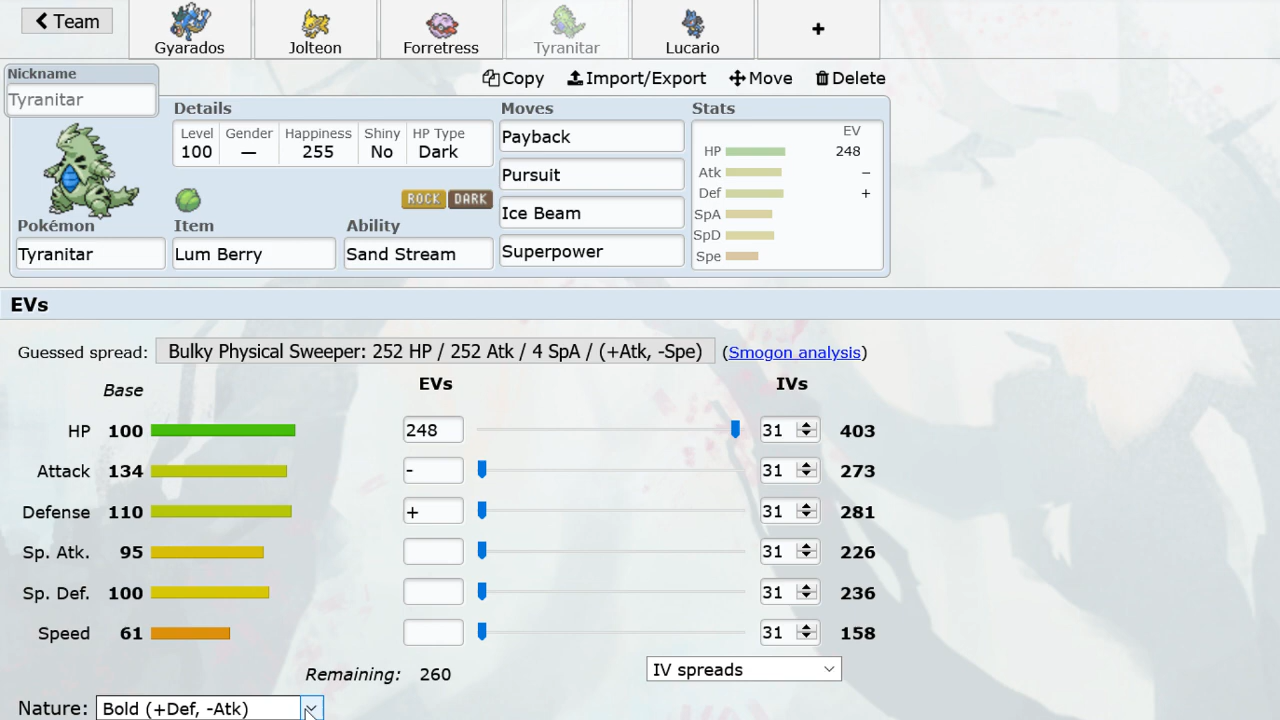 Team
Gyarados
Jolteon
Forretress
Tyranitar
Lucario
+
Nickname
Tyranitar
Copy
Import/Export
Move
Delete
Details
Moves
Stats
Level Gender Happiness Shiny HP Type
100 — 255 No Dark
Payback
Pursuit
Ice Beam
Superpower
EV
HP 248
Atk −
Def +
SpA
SpD
Spe
ROCK DARK
Pokémon
Tyranitar
Item
Lum Berry
Ability
Sand Stream
EVs
Guessed spread: Bulky Physical Sweeper: 252 HP / 252 Atk / 4 SpA / (+Atk, -Spe) (Smogon analysis)
Base EVs IVs
HP 100 248 31 403
Attack 134 - 31 273
Defense 110 + 31 281
Sp. Atk. 95 31 226
Sp. Def. 100 31 236
Speed 61 31 158
Remaining: 260
IV spreads
Nature: Bold (+Def, -Atk)